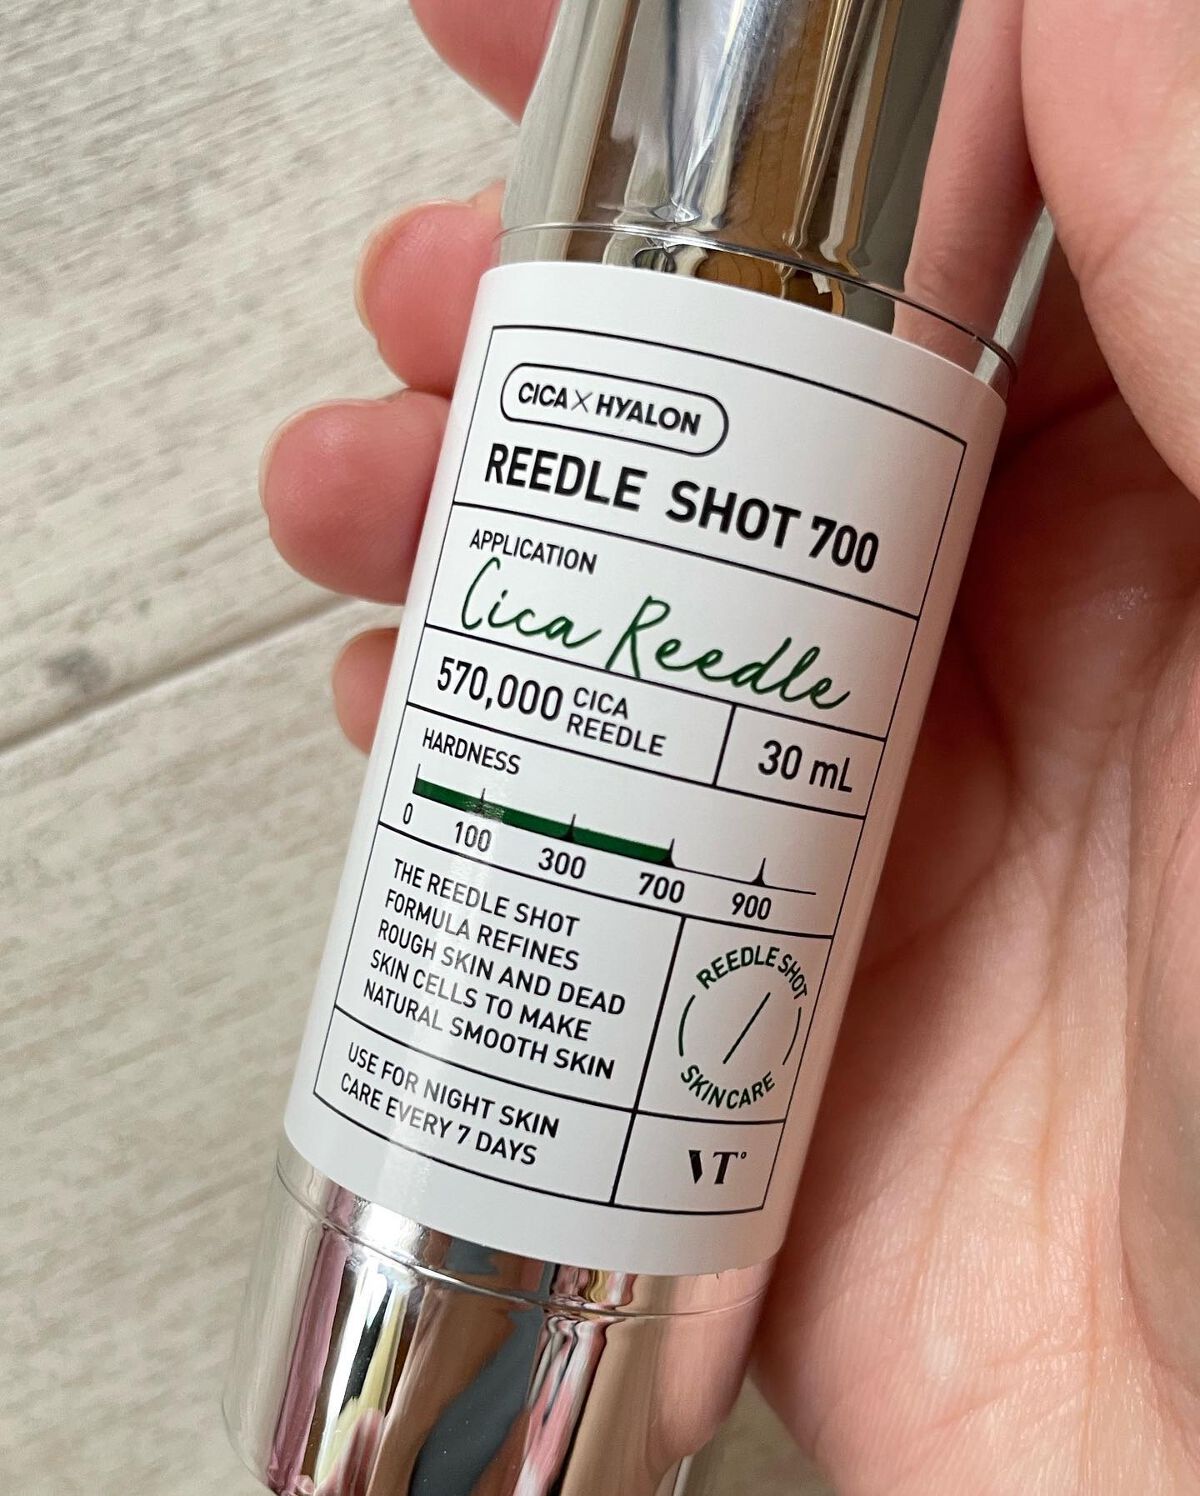 CICA X HYALON
REEDLE SHOT 700
APPLICATION
Cica Reedle
570,000 CICA
REEDLE
30 mL
HARDNESS
0 100 300 700 900
THE REEDLE SHOT
FORMULA REFINES
ROUGH SKIN AND DEAD
SKIN CELLS TO MAKE
NATURAL SMOOTH SKIN
REEDLE SHOT
SKINCARE
USE FOR NIGHT SKIN
CARE EVERY 7 DAYS
VT°